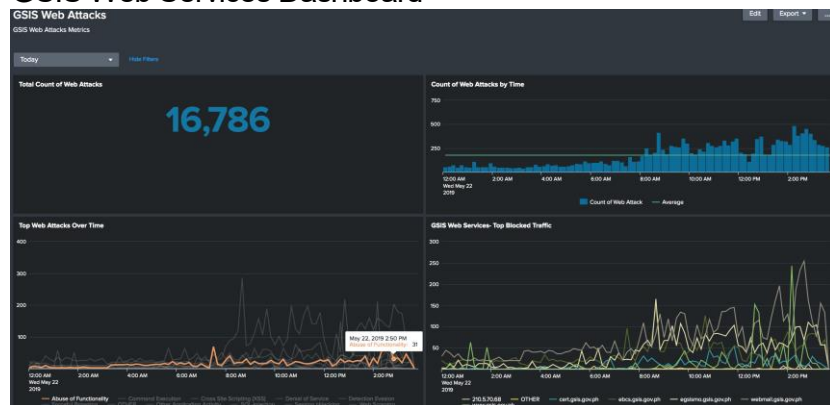 GSIS Web Services Dashboard
GSIS Web Attacks
Edit
Export
...
GSIS Web Attacks Metrics
Today
Hide Filters
Total Count of Web Attacks
16,786
Count of Web Attacks by Time
750
500
250
12:00 AM
Wed May 22
2019
2:00 AM
4:00 AM
6:00 AM
8:00 AM
10:00 AM
12:00 PM
2:00 PM
Count of Web Attack
Average
Top Web Attacks Over Time
400
300
200
100
May 22, 2019 2:50 PM
Abuse of Functionality: 31
12:00 AM
Wed May 22
2019
2:00 AM
4:00 AM
6:00 AM
8:00 AM
10:00 AM
12:00 PM
2:00 PM
Abuse of Functionality
Command Execution
Cross Site Scripting (XSS)
Denial of Service
Detection Evasion
GSIS Web Services- Top Blocked Traffic
300
250
200
150
100
50
12:00 AM
Wed May 22
2019
2:00 AM
4:00 AM
6:00 AM
8:00 AM
10:00 AM
12:00 PM
2:00 PM
210.5.70.68
OTHER
cert.gsis.gov.ph
ebcs.gsis.gov.ph
egsisms.gsis.gov.ph
webmail.gsis.gov.ph